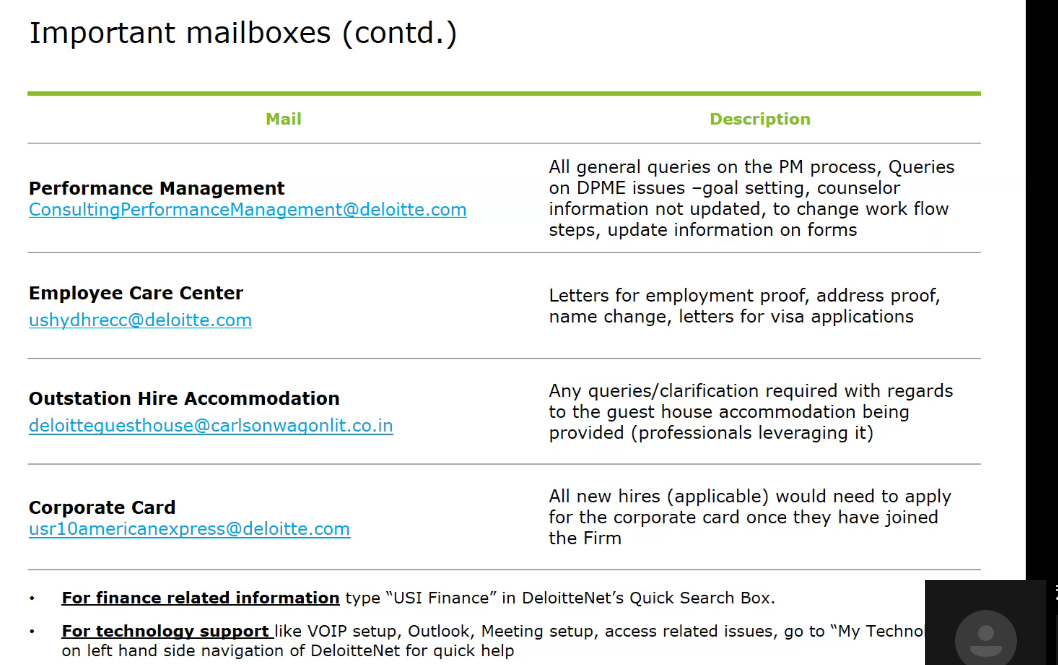 Important mailboxes (contd.)
Mail
Description
Performance Management
ConsultingPerformanceManagement@deloitte.com
All general queries on the PM process, Queries
on DPME issues –goal setting, counselor
information not updated, to change work flow
steps, update information on forms
Employee Care Center
ushydhrecc@deloitte.com
Letters for employment proof, address proof,
name change, letters for visa applications
Outstation Hire Accommodation
deloitteguesthouse@carlsonwagonlit.co.in
Any queries/clarification required with regards
to the guest house accommodation being
provided (professionals leveraging it)
Corporate Card
usr10americanexpress@deloitte.com
All new hires (applicable) would need to apply
for the corporate card once they have joined
the Firm
• For finance related information type “USI Finance” in DeloitteNet’s Quick Search Box.
• For technology support like VOIP setup, Outlook, Meeting setup, access related issues, go to “My
on left hand side navigation of DeloitteNet for quick help